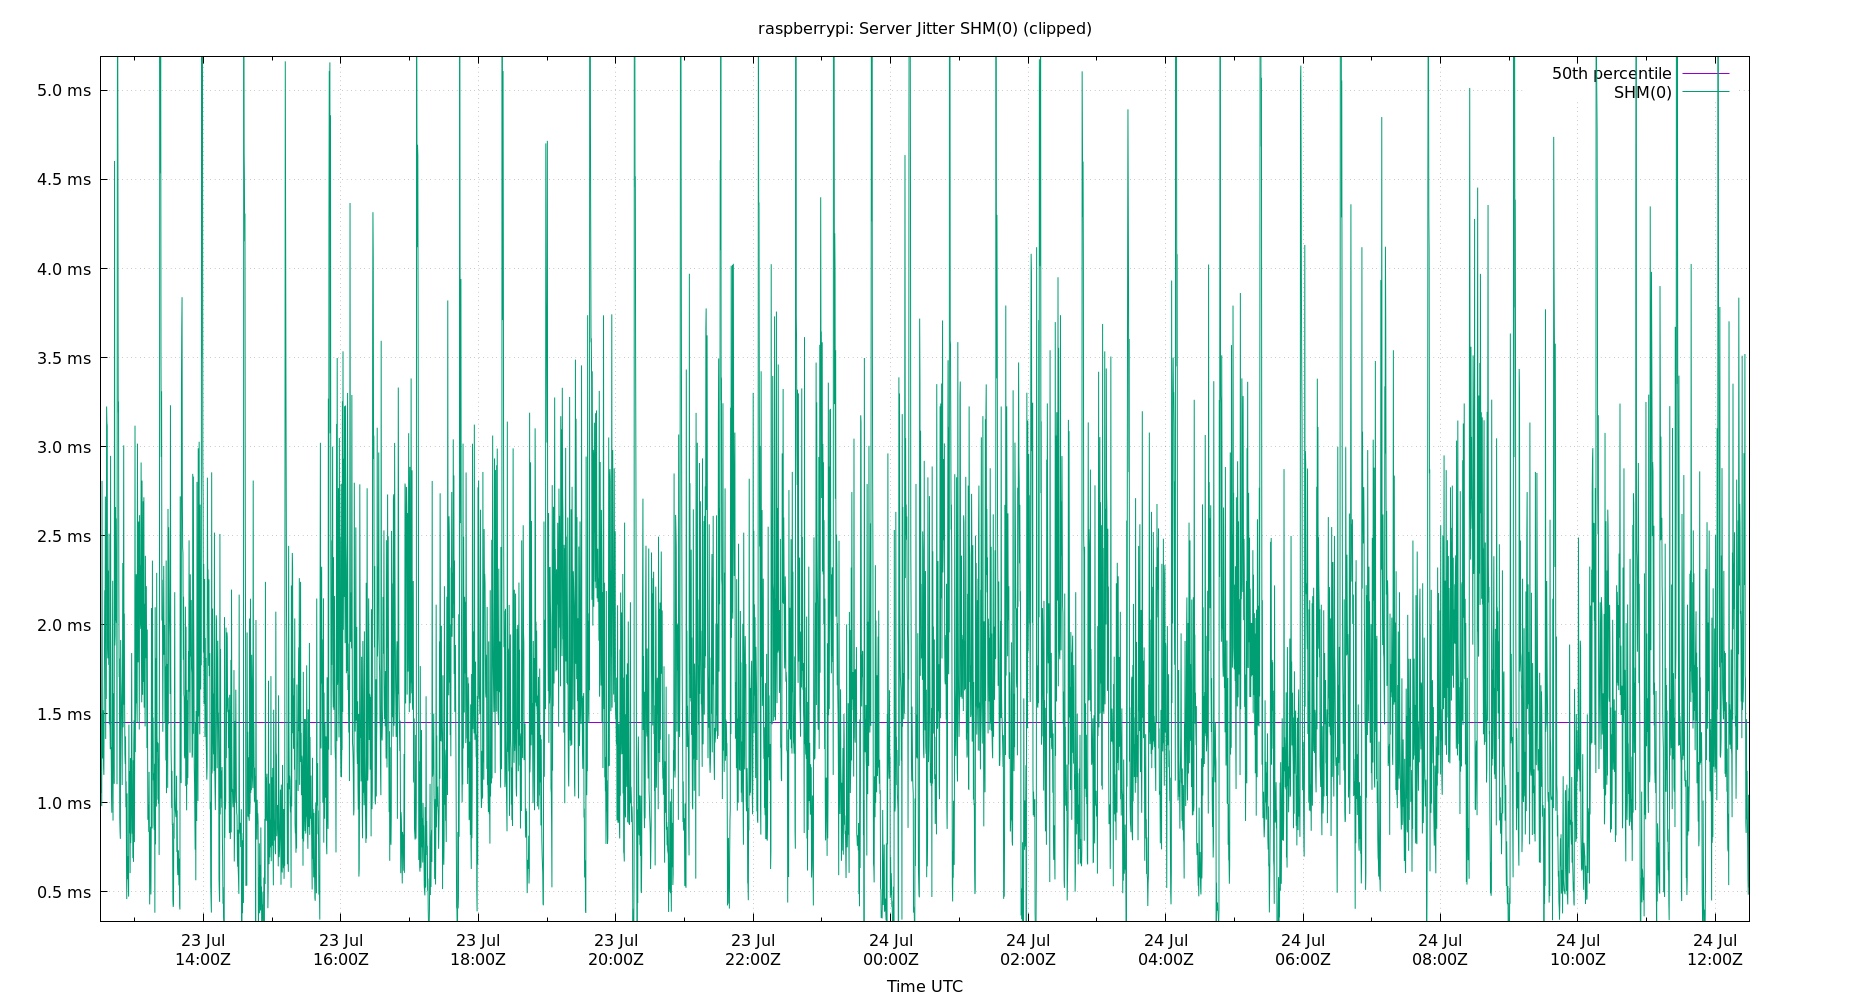 raspberrypi: Server Jitter SHM(0) (clipped)
50th percentile
SHM(0)
5.0 ms
4.5 ms
4.0 ms
3.5 ms
3.0 ms
2.5 ms
2.0 ms
1.5 ms
1.0 ms
0.5 ms
23 Jul 23 Jul 23 Jul 23 Jul 23 Jul 24 Jul 24 Jul 24 Jul 24 Jul 24 Jul 24 Jul 24 Jul
14:00Z 16:00Z 18:00Z 20:00Z 22:00Z 00:00Z 02:00Z 04:00Z 06:00Z 08:00Z 10:00Z 12:00Z
Time UTC